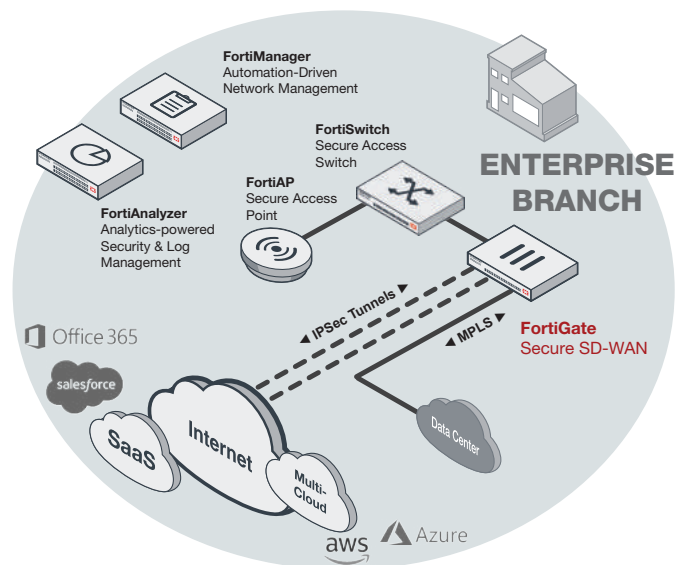 FortiManager
Automation-Driven
Network Management
FortiSwitch
Secure Access
Switch
ENTERPRISE
BRANCH
FortiAP
Secure Access
Point
FortiAnalyzer
Analytics-powered
Security & Log
Management
IPSec Tunnels
MPLS
FortiGate
Secure SD-WAN
Office 365
salesforce
SaaS
Internet
Multi-
Cloud
Data Center
aws
Azure